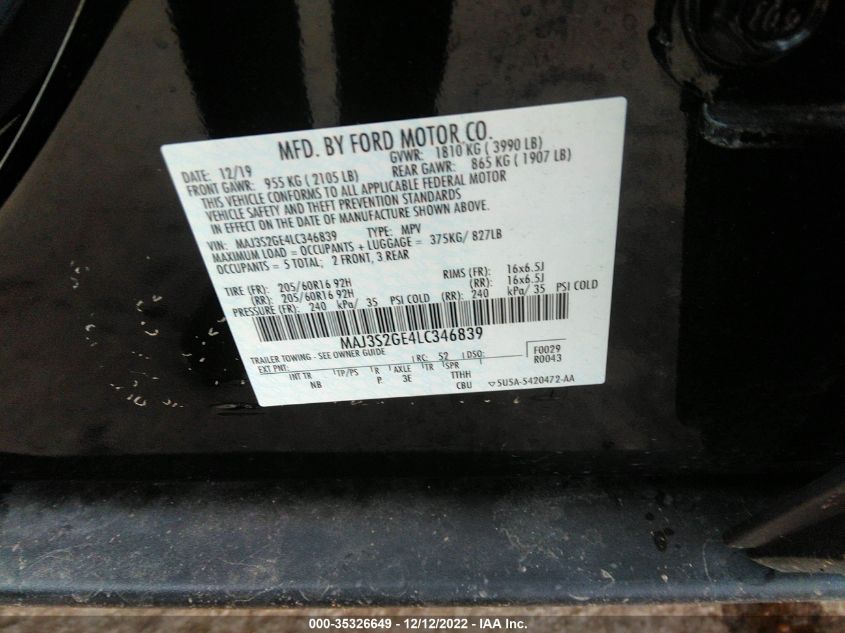 MFD. BY FORD MOTOR CO.
DATE: 12/19 GVWR: 1810 KG ( 3990 LB)
FRONT GAWR: 955 KG ( 2105 LB) REAR GAWR: 865 KG ( 1907 LB)
THIS VEHICLE CONFORMS TO ALL APPLICABLE FEDERAL MOTOR
VEHICLE SAFETY AND THEFT PREVENTION STANDARDS
IN EFFECT ON THE DATE OF MANUFACTURE SHOWN ABOVE.
VIN: MAJ3S2GE4LC346839 TYPE: MPV
MAXIMUM LOAD = OCCUPANTS + LUGGAGE = 375KG/ 827LB
OCCUPANTS = 5 TOTAL; 2 FRONT, 3 REAR
TIRE (FR): 205/60R16 92H RIMS (FR): 16x6.5J
(RR): 205/60R16 92H (RR): 16x6.5J
PRESSURE (FR): 240 kPa/ 35 PSI COLD (RR): 240 kPa/ 35 PSI COLD
MAJ3S2GE4LC346839
TRAILER TOWING - SEE OWNER GUIDE
EXT PNT: RC: 52 DSO: F0029
R0043
INT TR TP/PS R AXLE TR SPR
NB P 3E TTHH
CBU 5U5A-5420472-AA
000-35326649 - 12/12/2022 - IAA Inc.